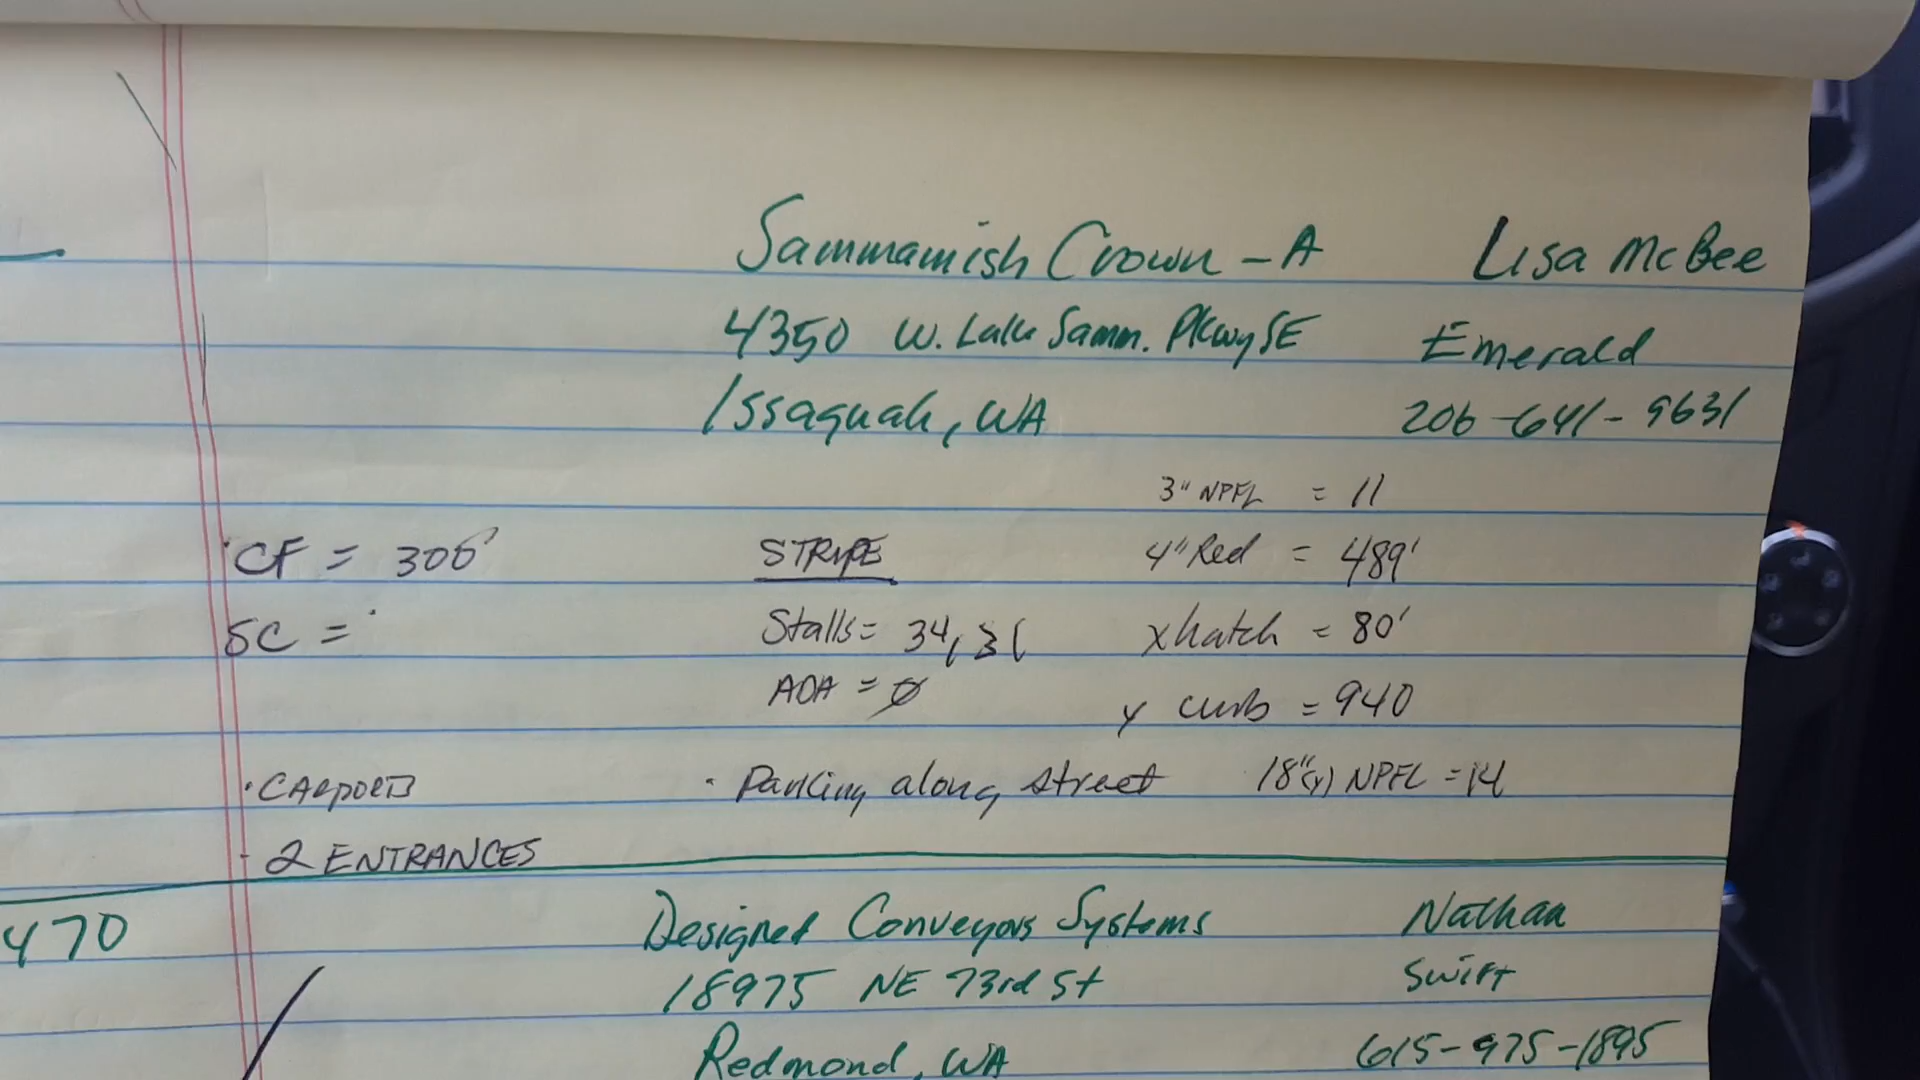 Sammamish Crown - A Lisa McBee
4350 W. Lake Samm. Pkwy SE Emerald
Issaquah, WA 206-641-9631
3" NPFL = 11
CF = 306' STRIPE 4" Red = 489'
SC = Stalls = 34, 31 xhatch = 80'
ADA = ø y curb = 940
· CARPORTS · Parking along street 18" (y) NPFL = 14
- 2 ENTRANCES
470 Designed Conveyors Systems Nathan
18975 NE 73rd St Swift
Redmond, WA 615-975-1895